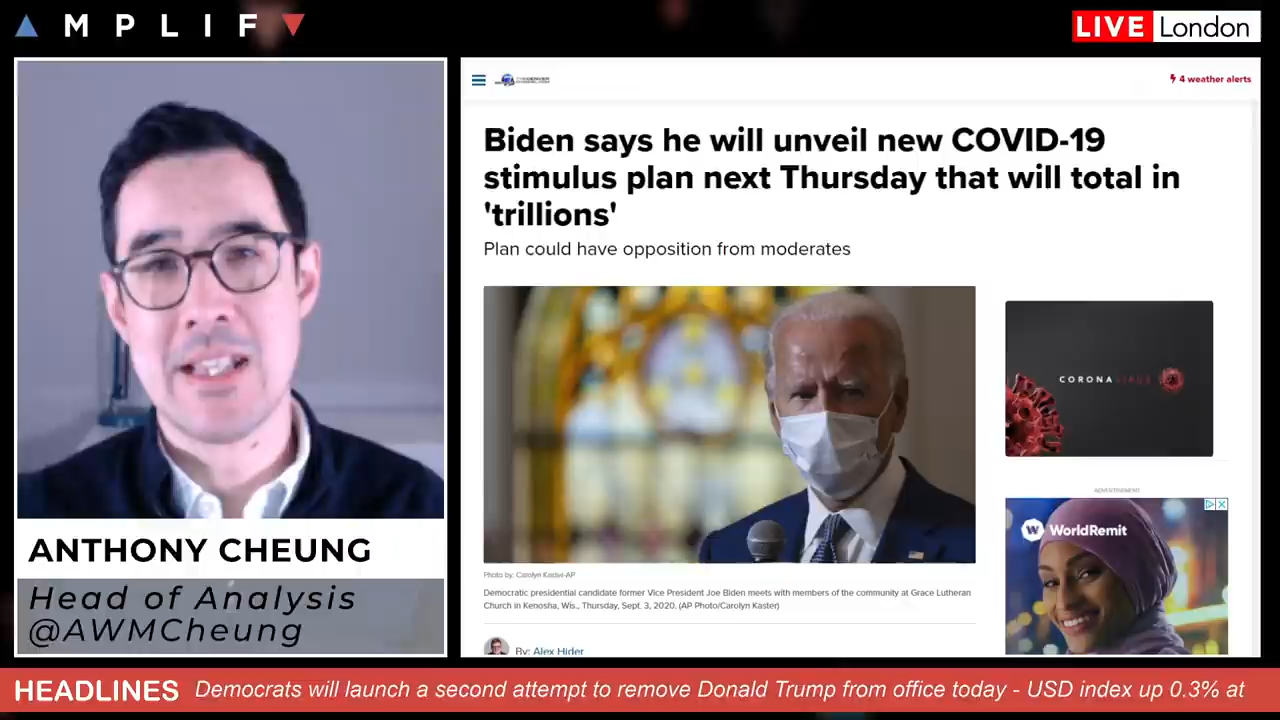 AMPLIFY
LIVE London
4 weather alerts
Biden says he will unveil new COVID-19
stimulus plan next Thursday that will total in
'trillions'
Plan could have opposition from moderates
CORONAVIRUS
Photo by: Carolyn Kaster-AP
Democratic presidential candidate former Vice President Joe Biden meets with members of the community at Grace Lutheran
Church in Kenosha, Wis., Thursday, Sept. 3, 2020. (AP Photo/Carolyn Kaster)
ADVERTISEMENT
WorldRemit
By: Alex Hider
ANTHONY CHEUNG
Head of Analysis
@AWMCheung
HEADLINES Democrats will launch a second attempt to remove Donald Trump from office today - USD index up 0.3% at